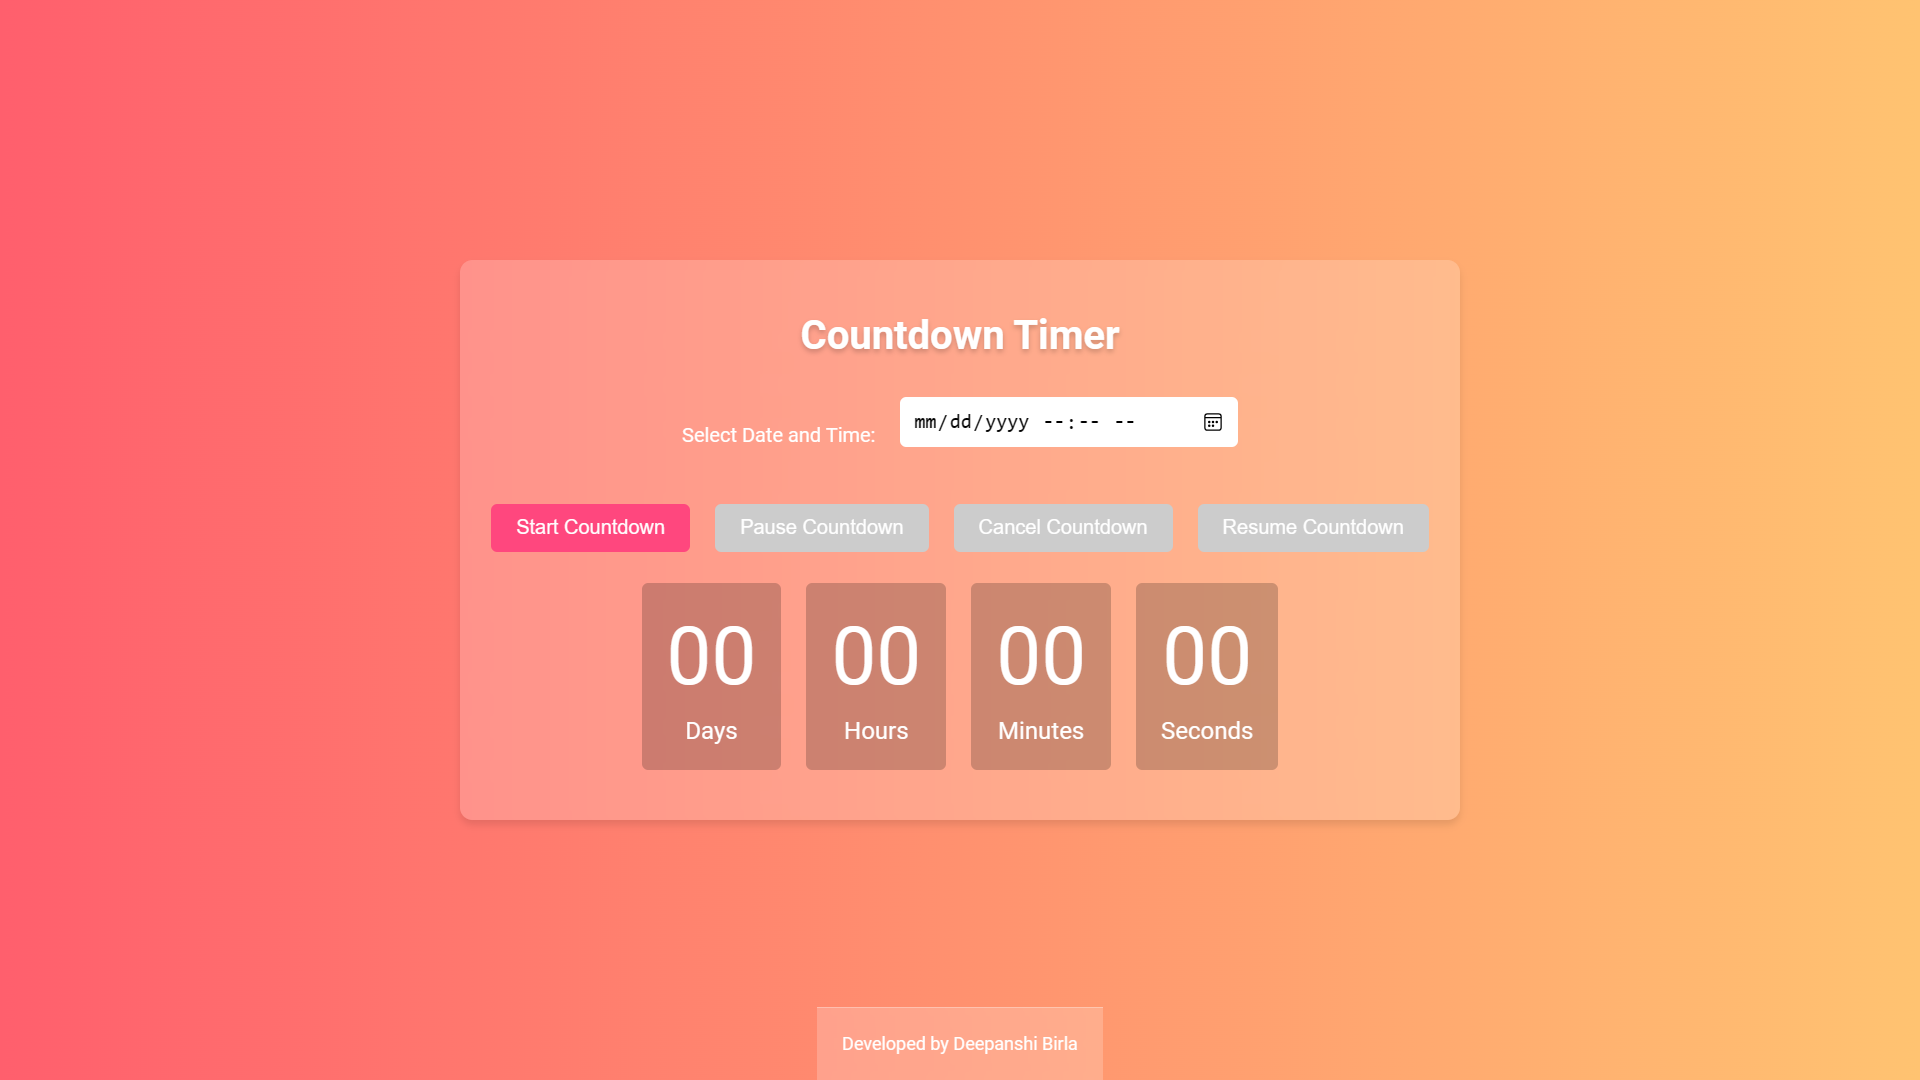 Countdown Timer
Select Date and Time: mm/dd/yyyy --:-- --
Start Countdown Pause Countdown Cancel Countdown Resume Countdown
00 00 00 00
Days Hours Minutes Seconds
Developed by Deepanshi Birla